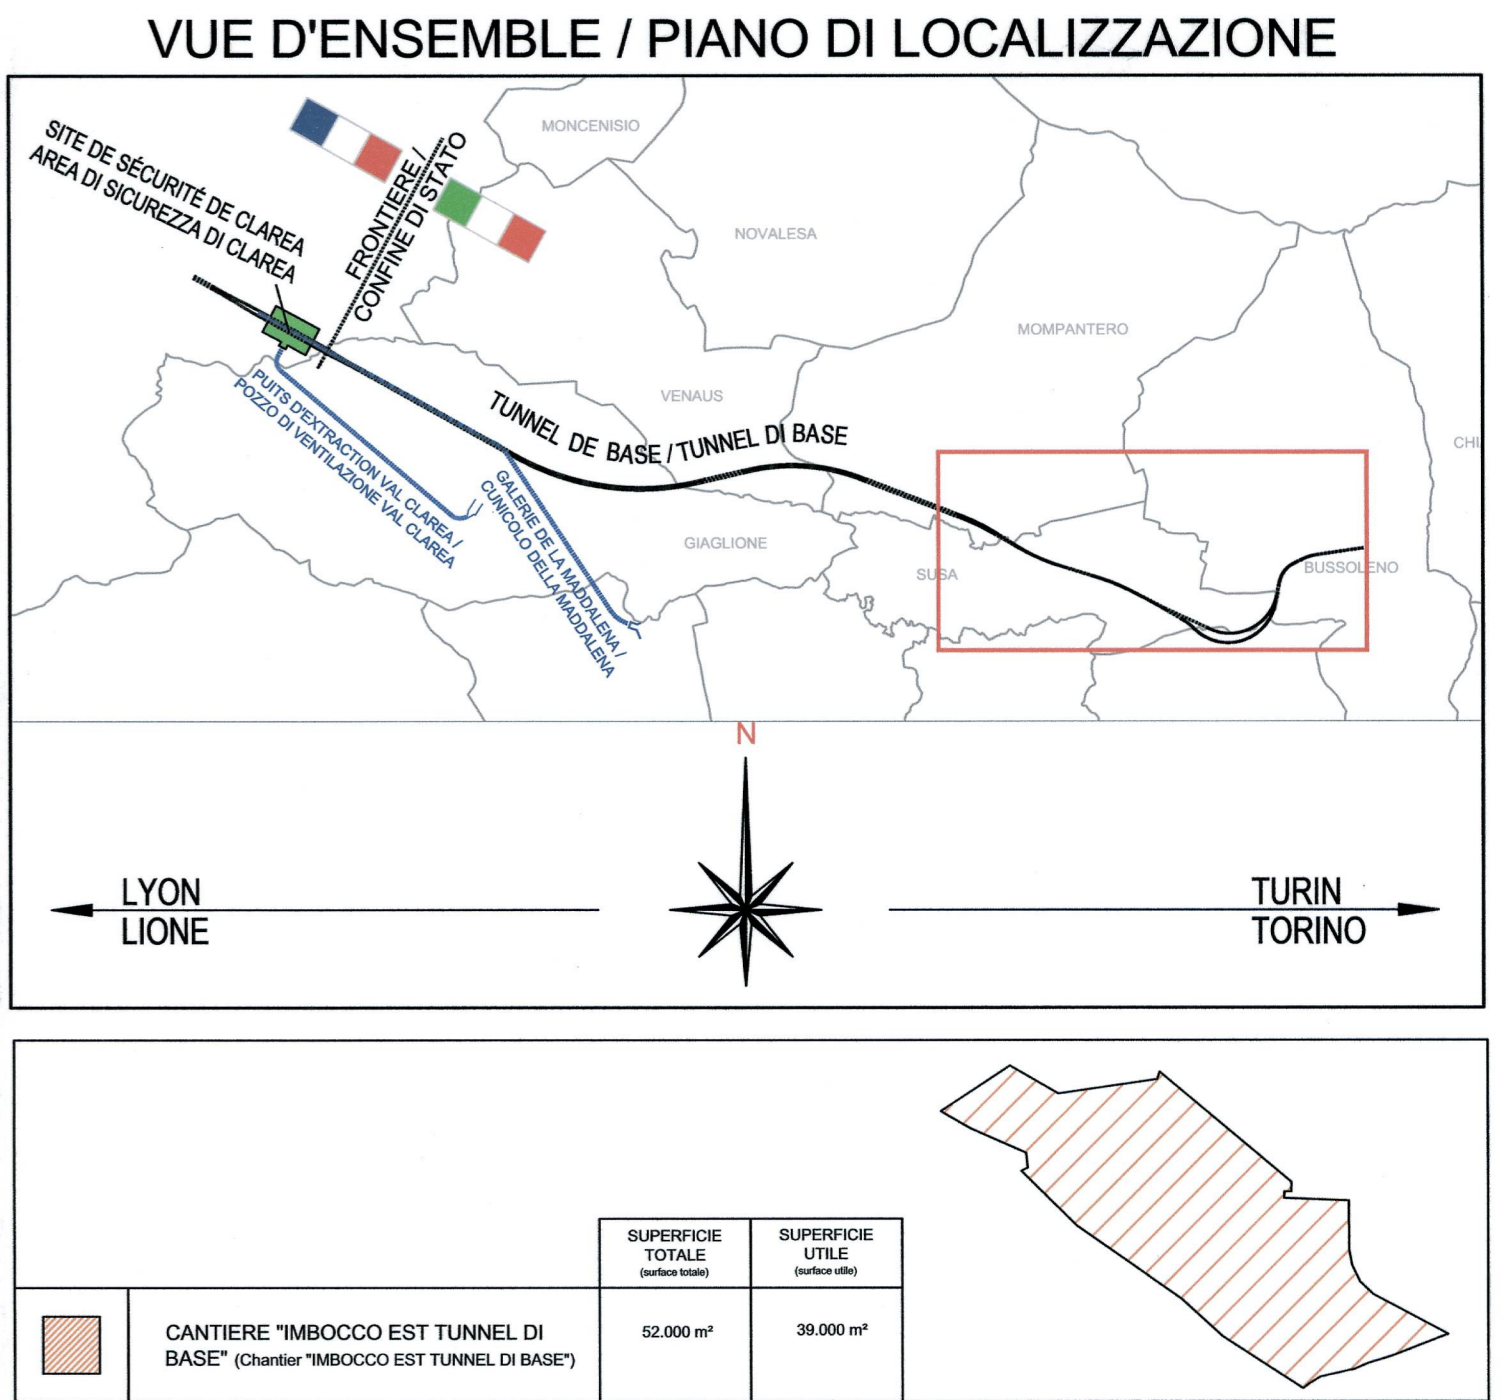 VUE D'ENSEMBLE / PIANO DI LOCALIZZAZIONE
MONCENISIO
SITE DE SÉCURITÉ DE CLAREA
AREA DI SICUREZZA DI CLAREA
FRONTIERE /
CONFINE DI STATO
NOVALESA
MOMPANTERO
VENAUS
TUNNEL DE BASE / TUNNEL DI BASE
PUITS D'EXTRACTION VAL CLAREA /
POZZO DI VENTILAZIONE VAL CLAREA
CHI
GALERIE DE LA MADDALENA /
CUNICOLO DELLA MADDALENA
GIAGLIONE
SUSA
BUSSOLENO
N
LYON
LIONE
TURIN
TORINO
SUPERFICIE
TOTALE
(surface totale)
SUPERFICIE
UTILE
(surface utile)
CANTIERE "IMBOCCO EST TUNNEL DI
BASE" (Chantier "IMBOCCO EST TUNNEL DI BASE")
52.000 m²
39.000 m²